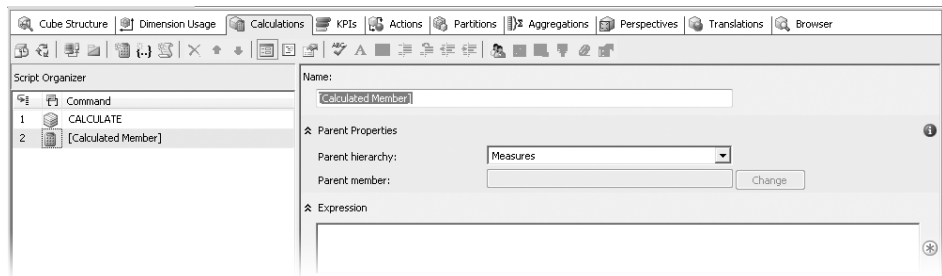 Cube Structure Dimension Usage Calculations KPIs Actions Partitions Aggregations Perspectives Translations Browser
Script Organizer
Command
1 CALCULATE
2 [Calculated Member]
Name:
[Calculated Member]
Parent Properties
Parent hierarchy: Measures
Parent member: Change
Expression